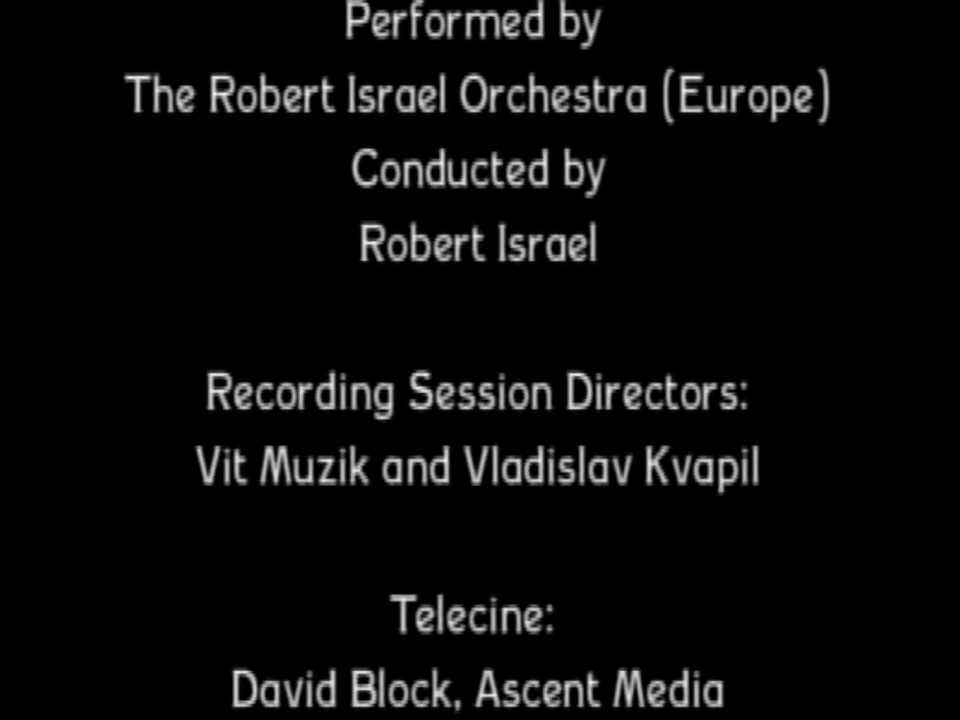 Performed by
The Robert Israel Orchestra (Europe)
Conducted by
Robert Israel
Recording Session Directors:
Vit Muzik and Vladislav Kvapil
Telecine:
David Block, Ascent Media